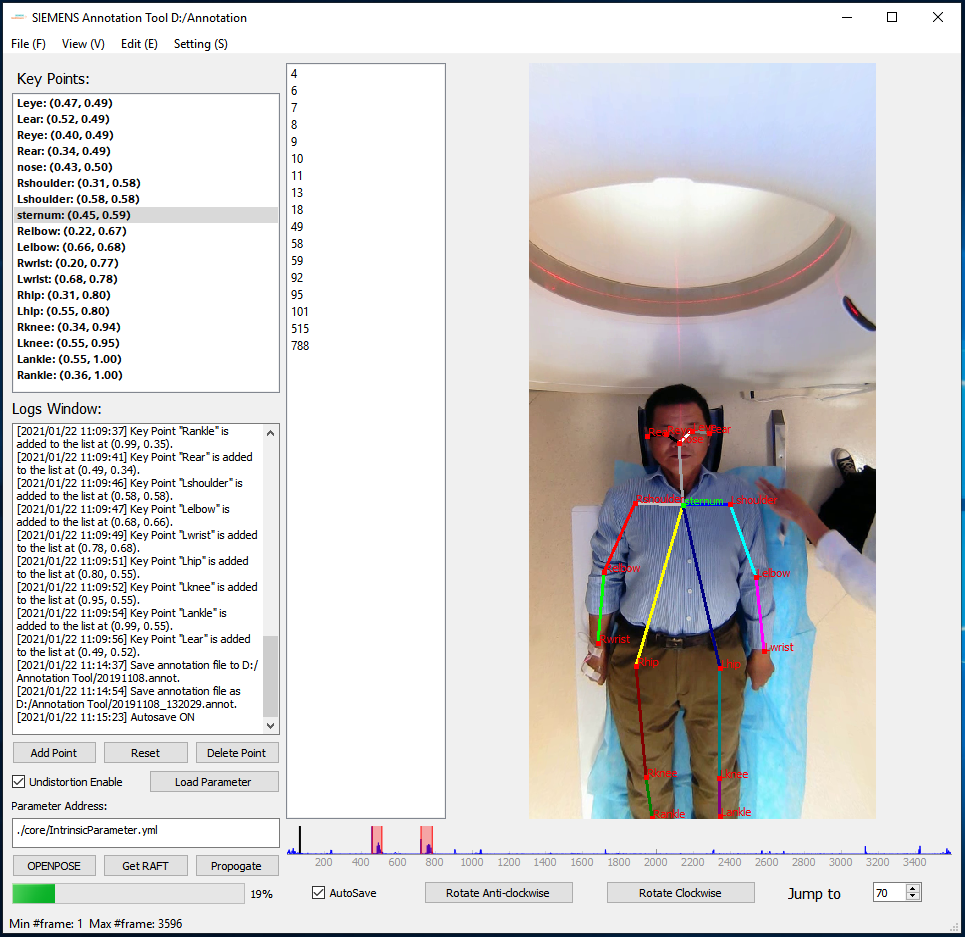 SIEMENS Annotation Tool D:/Annotation
File (F) View (V) Edit (E) Setting (S)
Key Points:
Leye: (0.47, 0.49)
Lear: (0.52, 0.49)
Reye: (0.40, 0.49)
Rear: (0.34, 0.49)
nose: (0.43, 0.50)
Rshoulder: (0.31, 0.58)
Lshoulder: (0.58, 0.58)
sternum: (0.45, 0.59)
Relbow: (0.22, 0.67)
Lelbow: (0.66, 0.68)
Rwrist: (0.20, 0.77)
Lwrist: (0.68, 0.78)
Rhip: (0.31, 0.80)
Lhip: (0.55, 0.80)
Rknee: (0.34, 0.94)
Lknee: (0.55, 0.95)
Lankle: (0.55, 1.00)
Rankle: (0.36, 1.00)
Logs Window:
[2021/01/22 11:09:37] Key Point "Rankle" is
added to the list at (0.99, 0.35).
[2021/01/22 11:09:41] Key Point "Rear" is added
to the list at (0.49, 0.34).
[2021/01/22 11:09:46] Key Point "Lshoulder" is
added to the list at (0.58, 0.58).
[2021/01/22 11:09:47] Key Point "Lelbow" is
added to the list at (0.68, 0.66).
[2021/01/22 11:09:49] Key Point "Lwrist" is added
to the list at (0.78, 0.68).
[2021/01/22 11:09:51] Key Point "Lhip" is added
to the list at (0.80, 0.55).
[2021/01/22 11:09:52] Key Point "Lknee" is added
to the list at (0.95, 0.55).
[2021/01/22 11:09:54] Key Point "Lankle" is
added to the list at (0.99, 0.55).
[2021/01/22 11:09:56] Key Point "Lear" is added
to the list at (0.49, 0.52).
[2021/01/22 11:14:37] Save annotation file to D:/
Annotation Tool/20191108.annot.
[2021/01/22 11:14:54] Save annotation file as
D:/Annotation Tool/20191108_132029.annot.
[2021/01/22 11:15:23] Autosave ON
Add Point Reset Delete Point
Undistortion Enable Load Parameter
Parameter Address:
./core/IntrinsicParameter.yml
OPENPOSE Get RAFT Propogate
19%
Min #frame: 1 Max #frame: 3596
4
6
7
8
9
10
11
13
18
49
58
59
92
95
101
515
788
Rshoulder sternum Lshoulder
Relbow Lelbow
Rwrist Lwrist
Rhip Lhip
Rknee Lknee
Rankle Lankle
200 400 600 800 1000 1200 1400 1600 1800 2000 2200 2400 2600 2800 3000 3200 3400
AutoSave Rotate Anti-clockwise Rotate Clockwise Jump to 70